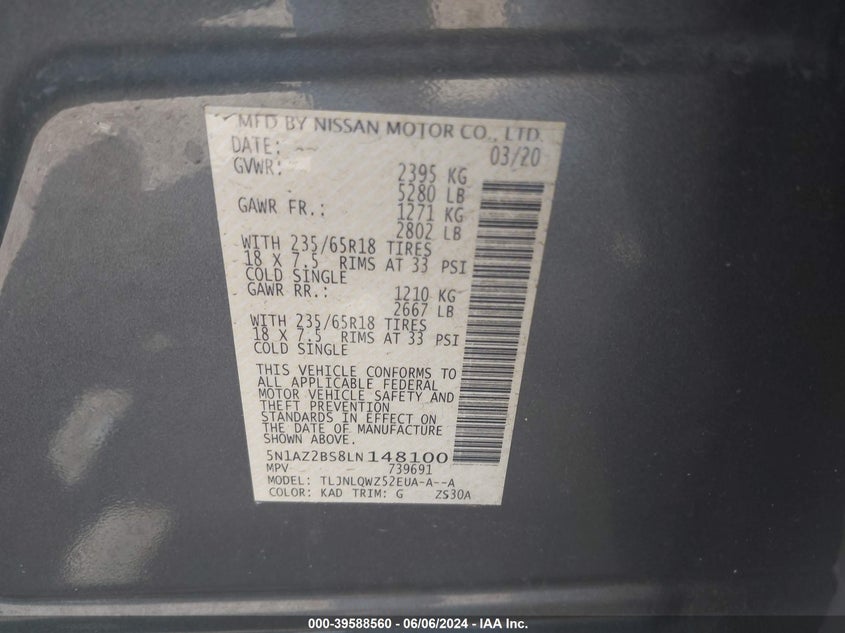 MFD BY NISSAN MOTOR CO., LTD.
DATE: 03/20
GVWR: 2395 KG
5280 LB
GAWR FR.: 1271 KG
2802 LB
WITH 235/65R18 TIRES
18 X 7.5 RIMS AT 33 PSI
COLD SINGLE
GAWR RR.: 1210 KG
2667 LB
WITH 235/65R18 TIRES
18 X 7.5 RIMS AT 33 PSI
COLD SINGLE
THIS VEHICLE CONFORMS TO
ALL APPLICABLE FEDERAL
MOTOR VEHICLE SAFETY AND
THEFT PREVENTION
STANDARDS IN EFFECT ON
THE DATE OF MANUFACTURE
SHOWN ABOVE.
5N1AZ2BS8LN148100
MPV 739691
MODEL: TLJNLQWZ52EUA-A--A
COLOR: KAD TRIM: G ZS30A
000-39588560 - 06/06/2024 - IAA Inc.